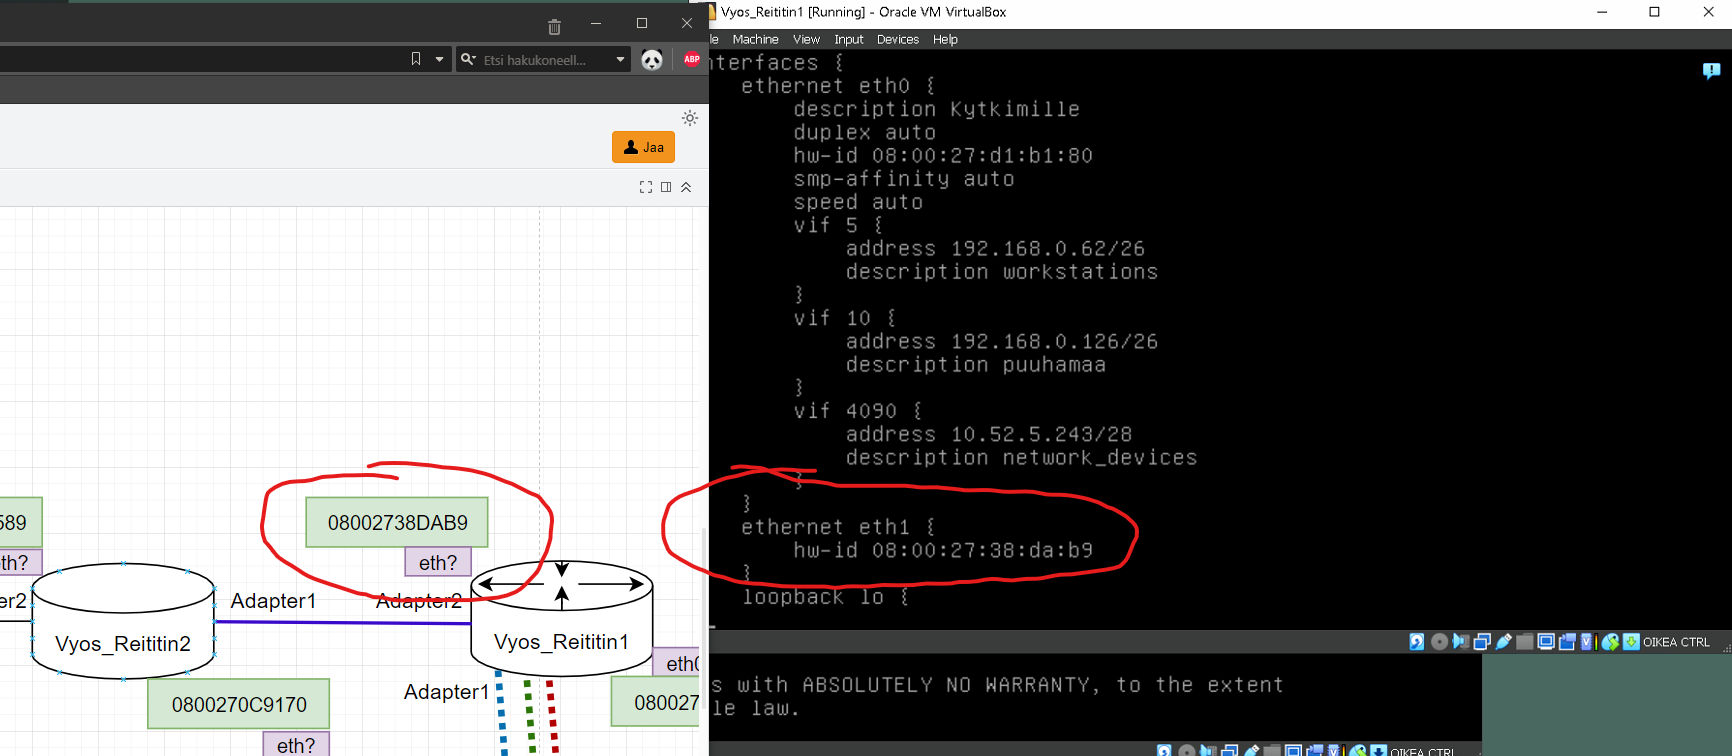 Etsi hakukoneell...
ABP
Jaa
589
08002738DAB9
eth?
Adapter1
Adapter2
Vyos_Reititin2
Vyos_Reititin1
eth0
Adapter1
0800270C9170
eth?
080027
Vyos_Reititin1 [Running] - Oracle VM VirtualBox
Machine View Input Devices Help
nterfaces {
ethernet eth0 {
description Kytkimille
duplex auto
hw-id 08:00:27:d1:b1:80
smp-affinity auto
speed auto
vif 5 {
address 192.168.0.62/26
description workstations
}
vif 10 {
address 192.168.0.126/26
description puuhamaa
}
vif 4090 {
address 10.52.5.243/28
description network_devices
}
}
ethernet eth1 {
hw-id 08:00:27:38:da:b9
}
loopback lo {
OIKEA CTRL
s with ABSOLUTELY NO WARRANTY, to the extent
le law.
OIKEA CTRL